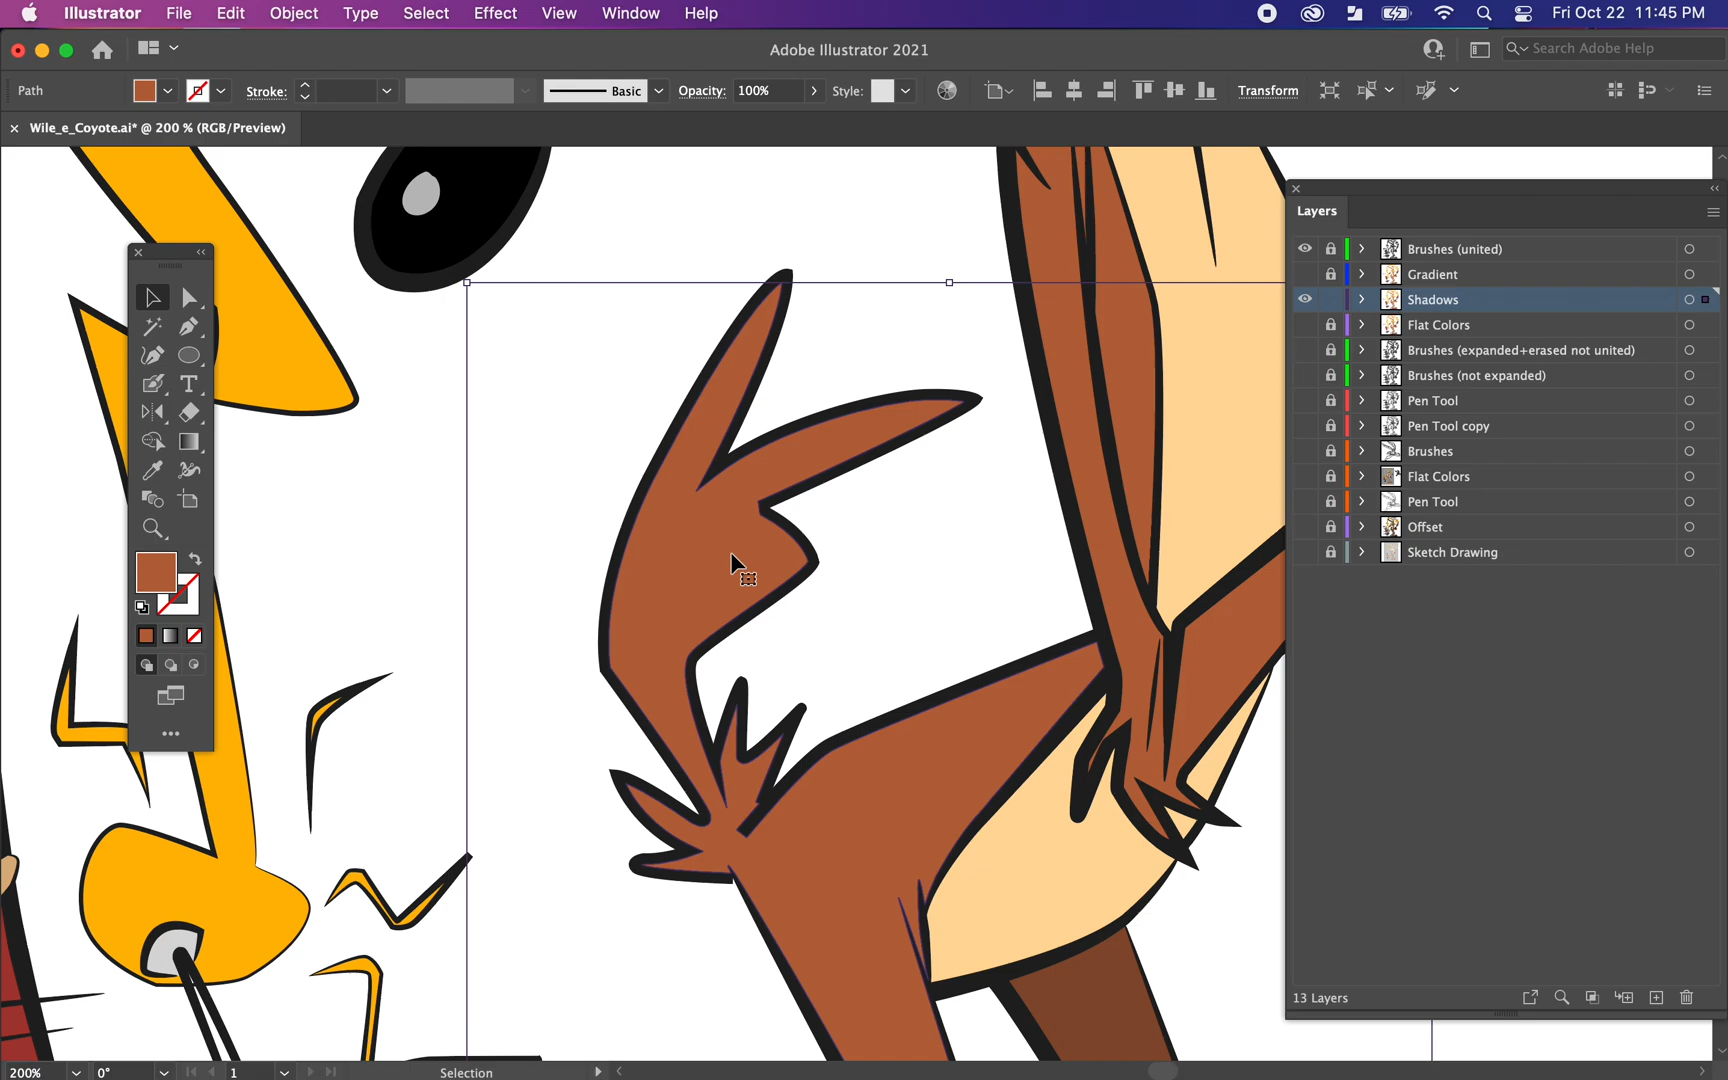 Illustrator File Edit Object Type Select Effect View Window Help Fri Oct 22 11:45 PM
Adobe Illustrator 2021
Search Adobe Help
Path Stroke: Basic Opacity: 100% Style: Transform
× Wile_e_Coyote.ai* @ 200 % (RGB/Preview)
Layers
Brushes (united)
Gradient
Shadows
Flat Colors
Brushes (expanded+erased not united)
Brushes (not expanded)
Pen Tool
Pen Tool copy
Brushes
Flat Colors
Pen Tool
Offset
Sketch Drawing
13 Layers
200% 0° 1 Selection